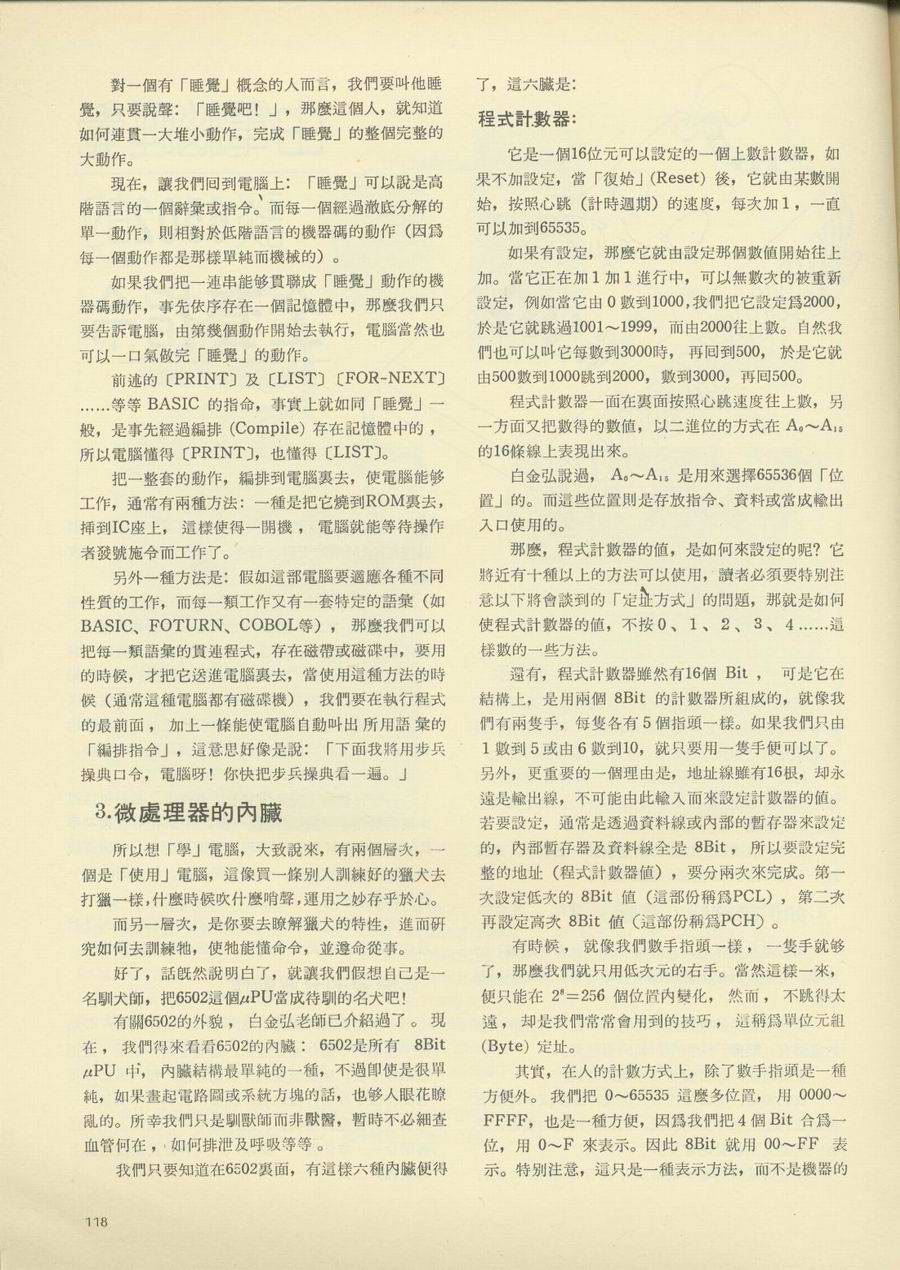 對一個有「睡覺」概念的人而言，我們要叫他睡
覺，只要說聲：「睡覺吧！」，那麼這個人，就知道
如何連貫一大堆小動作，完成「睡覺」的整個完整的
大動作。
現在，讓我們回到電腦上：「睡覺」可以說是高
階語言的一個辭彙或指令。而每一個經過澈底分解的
單一動作，則相對於低階語言的機器碼的動作（因爲
每一個動作都是那樣單純而機械的）。
如果我們把一連串能够貫聯成「睡覺」動作的機
器碼動作，事先依序存在一個記憶體中，那麼我們只
要告訴電腦，由第幾個動作開始去執行，電腦當然也
可以一口氣做完「睡覺」的動作。
前述的〔PRINT〕及〔LIST〕〔FOR-NEXT〕
……等等 BASIC 的指命，事實上就如同「睡覺」一
般，是事先經過編排 (Compile) 存在記憶體中的，
所以電腦懂得〔PRINT〕，也懂得〔LIST〕。
把一整套的動作，編排到電腦裏去，使電腦能够
工作，通常有兩種方法：一種是把它燒到ROM裏去，
挿到IC座上，這樣使得一開機，電腦就能等待操作
者發號施令而工作了。
另外一種方法是：假如這部電腦要適應各種不同
性質的工作，而每一類工作又有一套特定的語彙（如
BASIC、FOTURN、COBOL等），那麼我們可以
把每一類語彙的貫連程式，存在磁帶或磁碟中，要用
的時候，才把它送進電腦裏去，當使用這種方法的時
候（通常這種電腦都有磁碟機），我們要在執行程式
的最前面，加上一條能使電腦自動叫出所用語彙的
「編排指令」，這意思好像是說：「下面我將用步兵
操典口令，電腦呀！你快把步兵操典看一遍。」
3.微處理器的內臟
所以想「學」電腦，大致說來，有兩個層次，一
個是「使用」電腦，這像買一條別人訓練好的獵犬去
打獵一樣，什麼時候吹什麼哨聲，運用之妙存乎於心。
而另一層次，是你要去瞭解獵犬的特性，進而研
究如何去訓練牠，使牠能懂命令，並遵命從事。
好了，話旣然說明白了，就讓我們假想自己是一
名馴犬師，把6502這個μPU當成待馴的名犬吧！
有關6502的外貌，白金弘老師已介紹過了。現
在，我們得來看看6502的內臟：6502是所有 8Bit
μPU 中，內臟結構最單純的一種，不過卽使是很單
純，如果畫起電路圖或系統方塊的話，也够人眼花瞭
亂的。所幸我們只是馴獸師而非獸醫，暫時不必細查
血管何在，如何排泄及呼吸等等。
我們只要知道在6502裏面，有這樣六種內臟便得
了，這六臟是：
程式計數器：
它是一個16位元可以設定的一個上數計數器，如
果不加設定，當「復始」(Reset) 後，它就由某數開
始，按照心跳（計時週期）的速度，每次加1，一直
可以加到65535。
如果有設定，那麼它就由設定那個數值開始往上
加。當它正在加1加1進行中，可以無數次的被重新
設定，例如當它由0數到1000，我們把它設定爲2000，
於是它就跳過1001～1999，而由2000往上數。自然我
們也可以叫它每數到3000時，再回到500，於是它就
由500數到1000跳到2000，數到3000，再回500。
程式計數器一面在裏面按照心跳速度往上數，另
一方面又把數得的數值，以二進位的方式在 A₀～A₁₅
的16條線上表現出來。
白金弘說過，A₀～A₁₅ 是用來選擇65536個「位
置」的。而這些位置則是存放指令、資料或當成輸出
入口使用的。
那麼，程式計數器的值，是如何來設定的呢？它
將近有十種以上的方法可以使用，讀者必須要特別注
意以下將會談到的「定址方式」的問題，那就是如何
使程式計數器的值，不按0、1、2、3、4……這
樣數的一些方法。
還有，程式計數器雖然有16個 Bit，可是它在
結構上，是用兩個 8Bit 的計數器所組成的，就像我
們有兩隻手，每隻各有5個指頭一樣。如果我們只由
1數到5或由6數到10，就只要用一隻手便可以了。
另外，更重要的一個理由是，地址線雖有16根，却永
遠是輸出線，不可能由此輸入而來設定計數器的值。
若要設定，通常是透過資料線或內部的暫存器來設定
的，內部暫存器及資料線全是 8Bit，所以要設定完
整的地址（程式計數器值），要分兩次來完成。第一
次設定低次的 8Bit 值（這部份稱爲PCL），第二次
再設定高次 8Bit 値（這部份稱爲PCH）。
有時候，就像我們數手指頭一樣，一隻手就够
了，那麼我們就只用低次元的右手。當然這樣一來，
便只能在 2⁸＝256 個位置內變化，然而，不跳得太
遠，却是我們常常會用到的技巧，這稱爲單位元組
(Byte) 定址。
其實，在人的計數方式上，除了數手指頭是一種
方便外。我們把 0～65535 這麼多位置，用 0000～
FFFF，也是一種方便，因爲我們把4個 Bit 合爲一
位，用 0～F 來表示。因此 8Bit 就用 00～FF 表
示。特別注意，這只是一種表示方法，而不是機器的
118